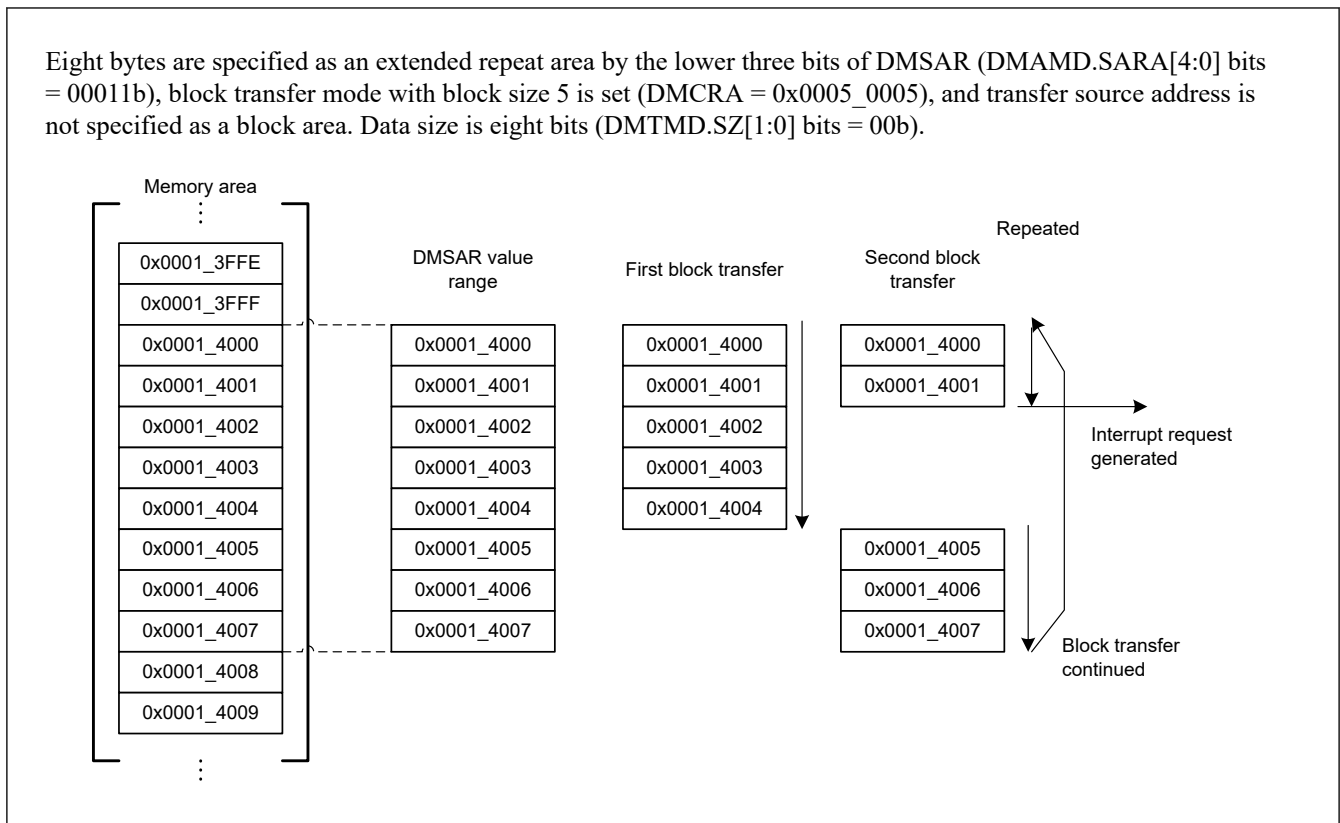 Eight bytes are specified as an extended repeat area by the lower three bits of DMSAR (DMAMD.SARA[4:0] bits
= 00011b), block transfer mode with block size 5 is set (DMCRA = 0x0005_0005), and transfer source address is
not specified as a block area. Data size is eight bits (DMTMD.SZ[1:0] bits = 00b).
Memory area
⋮
0x0001_3FFE
0x0001_3FFF
0x0001_4000
0x0001_4001
0x0001_4002
0x0001_4003
0x0001_4004
0x0001_4005
0x0001_4006
0x0001_4007
0x0001_4008
0x0001_4009
⋮
DMSAR value
range
0x0001_4000
0x0001_4001
0x0001_4002
0x0001_4003
0x0001_4004
0x0001_4005
0x0001_4006
0x0001_4007
First block transfer
0x0001_4000
0x0001_4001
0x0001_4002
0x0001_4003
0x0001_4004
Second block
transfer
0x0001_4000
0x0001_4001
0x0001_4005
0x0001_4006
0x0001_4007
Repeated
Interrupt request
generated
Block transfer
continued